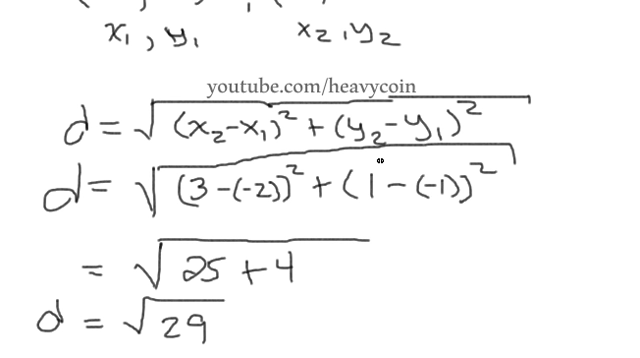 x₁, y₁ x₂, y₂
youtube.com/heavycoin
d = √(x₂-x₁)² + (y₂-y₁)²
d = √(3-(-2))² + (1-(-1))²
= √25 + 4
d = √29